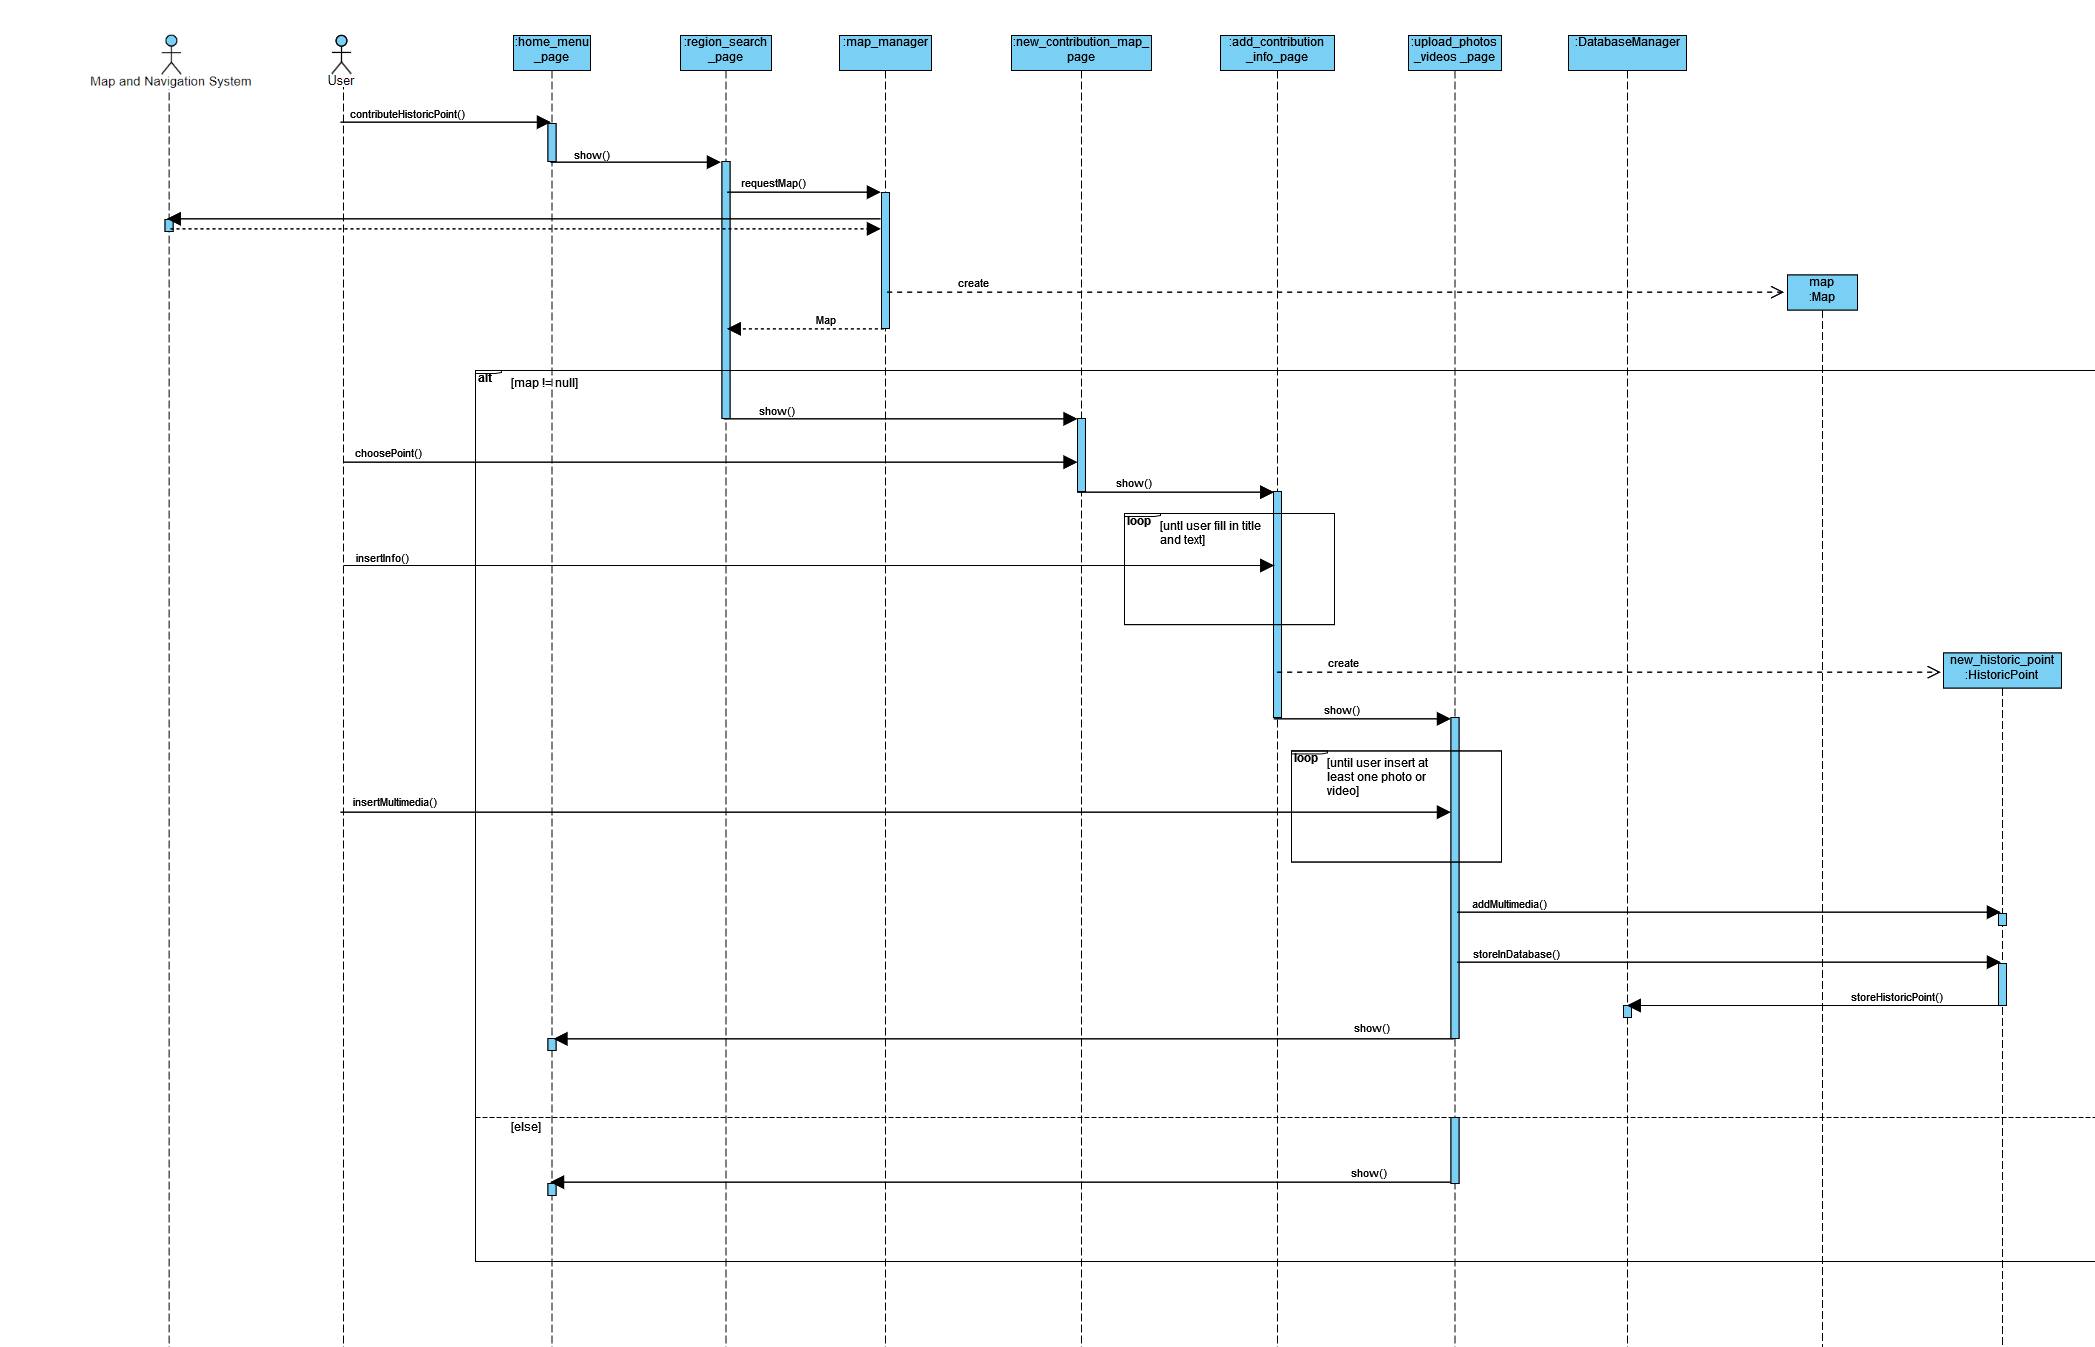 Map and Navigation System
User
:home_menu
_page
:region_search
_page
:map_manager
:new_contribution_map_
page
:add_contribution
_info_page
:upload_photos
_videos _page
:DatabaseManager
contributeHistoricPoint()
show()
requestMap()
create
map
:Map
Map
alt
[map != null]
show()
choosePoint()
show()
loop
[untl user fill in title
and text]
insertInfo()
create
new_historic_point
:HistoricPoint
show()
loop
[until user insert at
least one photo or
video]
insertMultimedia()
addMultimedia()
storeInDatabase()
storeHistoricPoint()
show()
[else]
show()